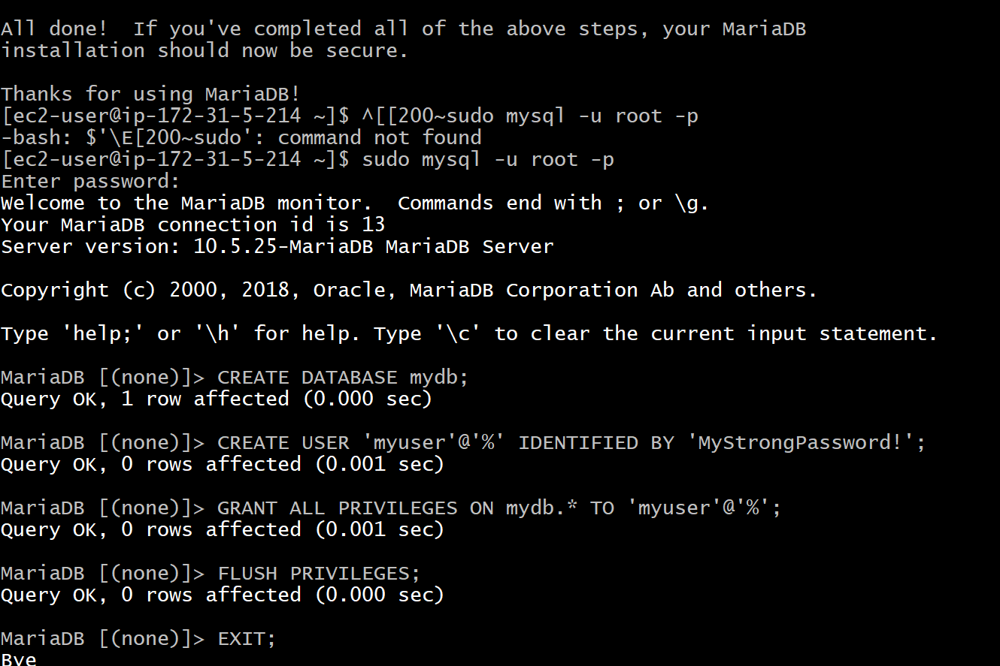 All done!  If you've completed all of the above steps, your MariaDB
installation should now be secure.
Thanks for using MariaDB!
[ec2-user@ip-172-31-5-214 ~]$ ^[[200~sudo mysql -u root -p
-bash: $'\E[200~sudo': command not found
[ec2-user@ip-172-31-5-214 ~]$ sudo mysql -u root -p
Enter password:
Welcome to the MariaDB monitor.  Commands end with ; or \g.
Your MariaDB connection id is 13
Server version: 10.5.25-MariaDB MariaDB Server
Copyright (c) 2000, 2018, Oracle, MariaDB Corporation Ab and others.
Type 'help;' or '\h' for help. Type '\c' to clear the current input statement.
MariaDB [(none)]> CREATE DATABASE mydb;
Query OK, 1 row affected (0.000 sec)
MariaDB [(none)]> CREATE USER 'myuser'@'%' IDENTIFIED BY 'MyStrongPassword!';
Query OK, 0 rows affected (0.001 sec)
MariaDB [(none)]> GRANT ALL PRIVILEGES ON mydb.* TO 'myuser'@'%';
Query OK, 0 rows affected (0.001 sec)
MariaDB [(none)]> FLUSH PRIVILEGES;
Query OK, 0 rows affected (0.000 sec)
MariaDB [(none)]> EXIT;
Bye